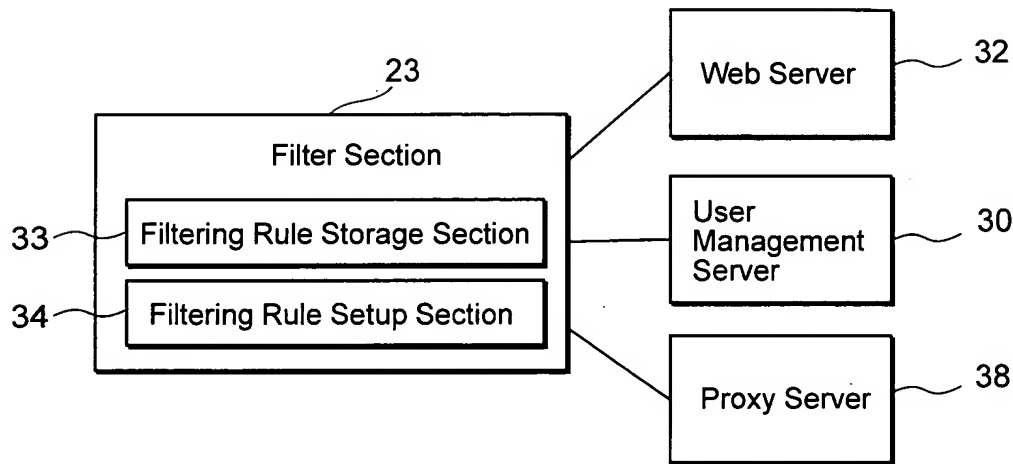 23
Filter Section
33
Filtering Rule Storage Section
34
Filtering Rule Setup Section
Web Server
32
User
Management
Server
30
Proxy Server
38